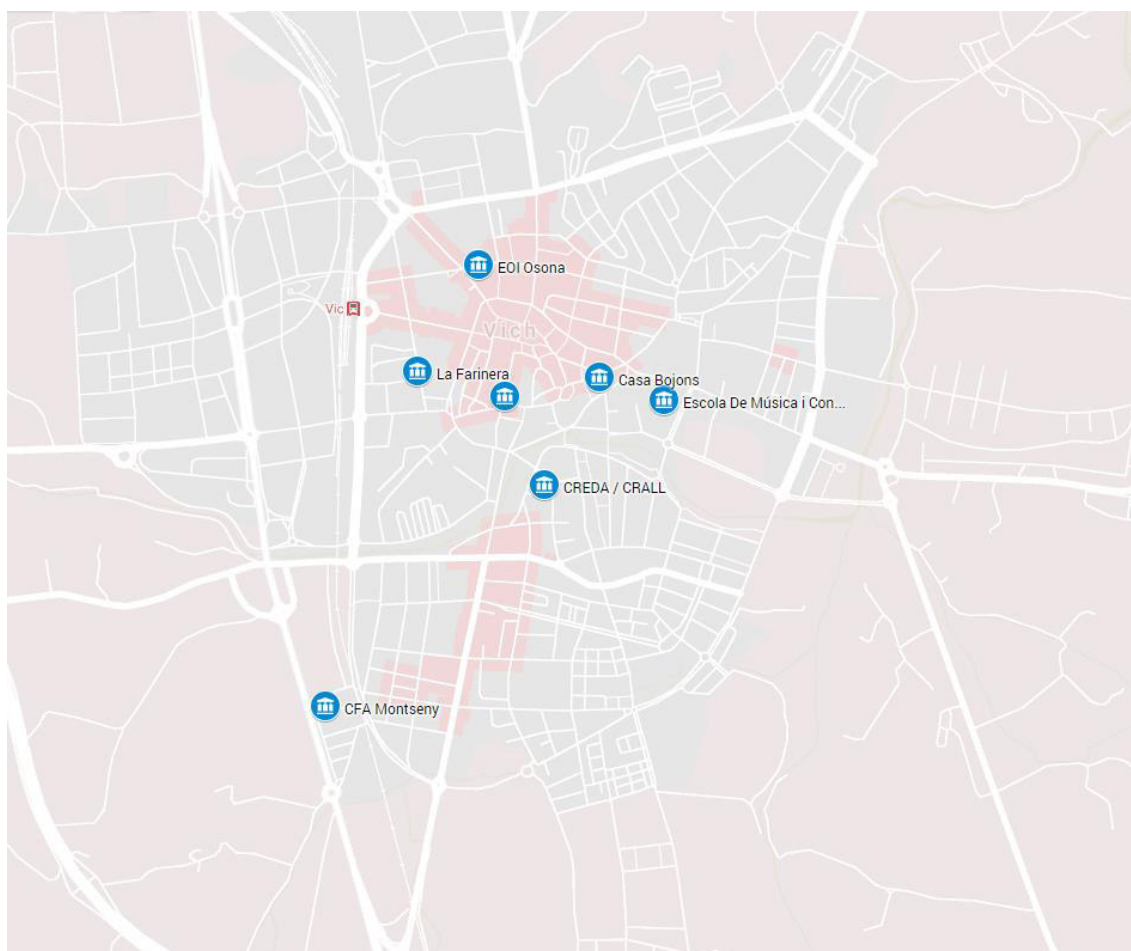 EOI Osona
Vic
Vich
La Farinera
Casa Bojons
Escola De Música i Con...
CREDA / CRALL
CFA Montseny